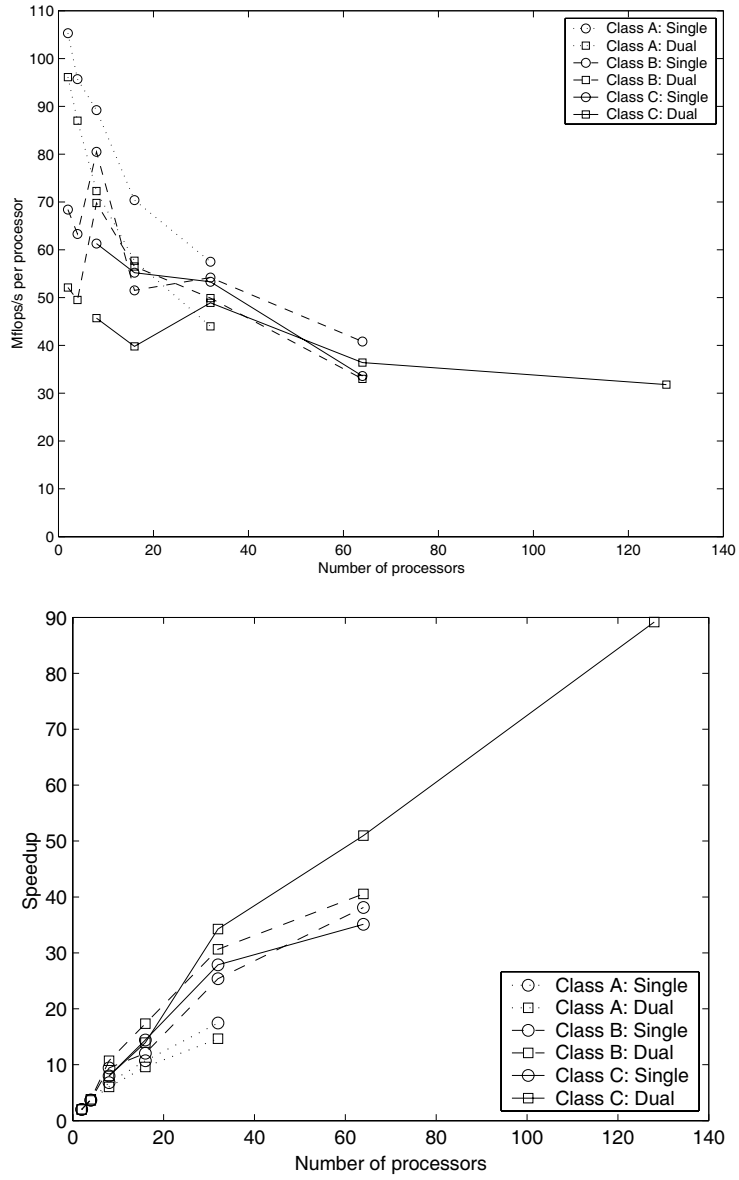 110
100
90
80
70
60
50
40
30
20
10
0
Mflops/s per processor
Class A: Single
Class A: Dual
Class B: Single
Class B: Dual
Class C: Single
Class C: Dual
0 20 40 60 80 100 120 140
Number of processors
90
80
70
60
50
40
30
20
10
0
Speedup
Class A: Single
Class A: Dual
Class B: Single
Class B: Dual
Class C: Single
Class C: Dual
0 20 40 60 80 100 120 140
Number of processors